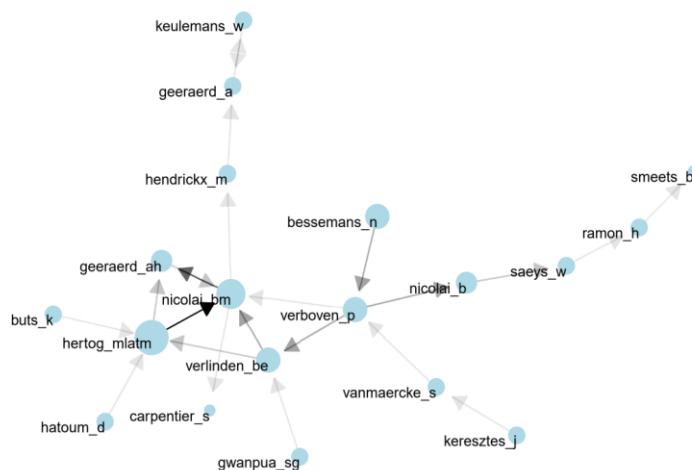 keulemans_w
geeraerd_a
hendrickx_m
smeets_b
bessemans_n
ramon_h
geeraerd_ah
saeys_w
nicolai_bm
nicolai_b
verboven_p
buts_k
hertog_mlatm
verlinden_be
vanmaercke_s
carpentier_s
hatoum_d
keresztes_j
gwanpua_sg